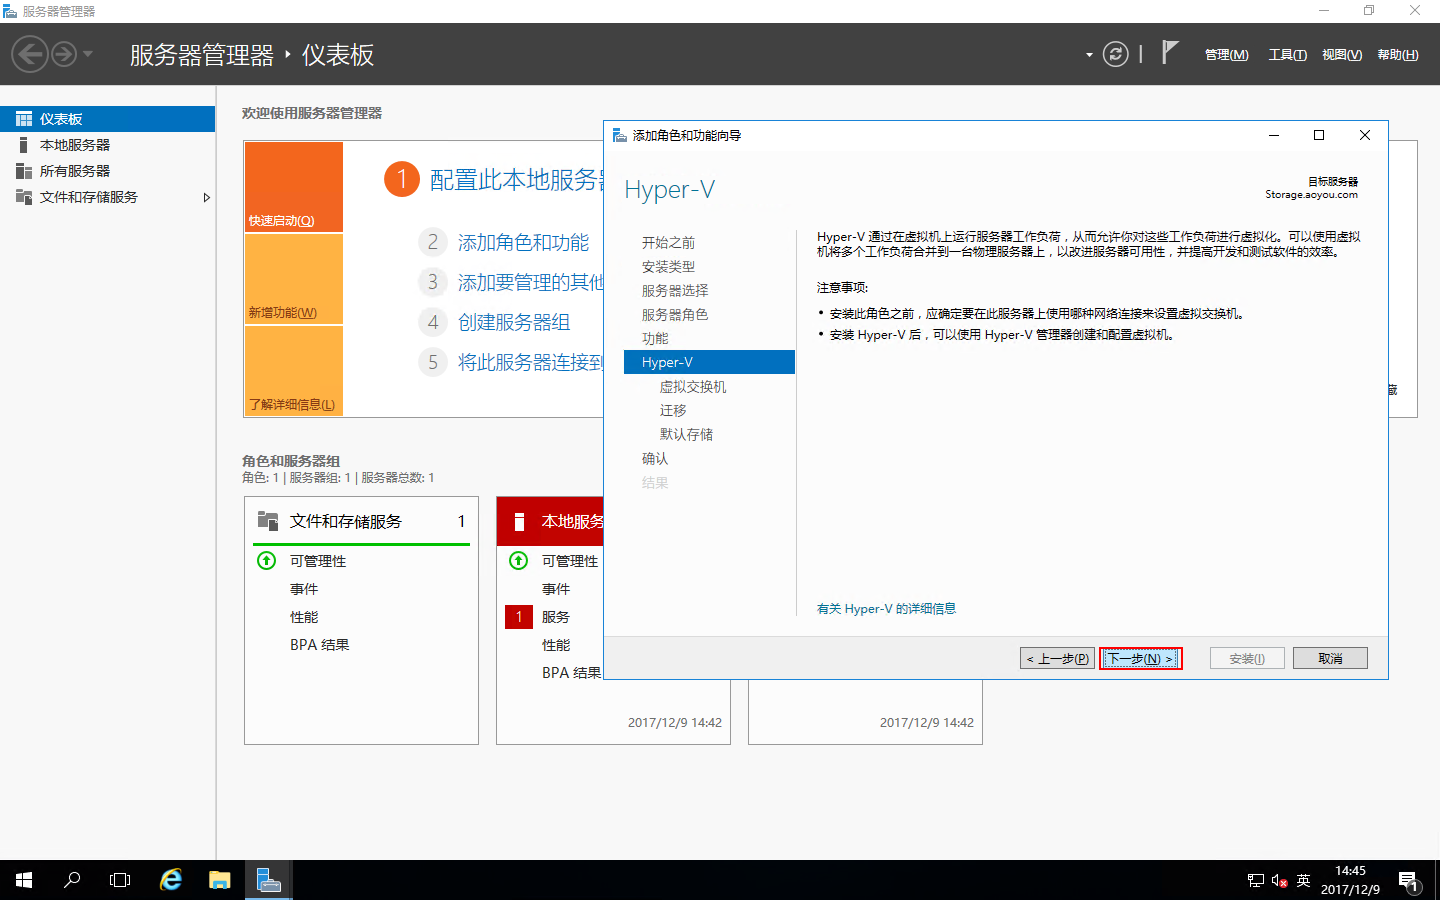 服务器管理器
服务器管理器 ‣ 仪表板
管理(M) 工具(T) 视图(V) 帮助(H)
仪表板
本地服务器
所有服务器
文件和存储服务
欢迎使用服务器管理器
快速启动(Q)
新增功能(W)
了解详细信息(L)
1 配置此本地服务
2 添加角色和功能
3 添加要管理的其他
4 创建服务器组
5 将此服务器连接到
藏
角色和服务器组
角色: 1 | 服务器组: 1 | 服务器总数: 1
文件和存储服务 1
可管理性
事件
性能
BPA 结果
本地服务
可管理性
事件
1 服务
性能
BPA 结果
2017/12/9 14:42
2017/12/9 14:42
添加角色和功能向导
Hyper-V
目标服务器
Storage.aoyou.com
开始之前
安装类型
服务器选择
服务器角色
功能
Hyper-V
虚拟交换机
迁移
默认存储
确认
结果
Hyper-V 通过在虚拟机上运行服务器工作负荷，从而允许你对这些工作负荷进行虚拟化。可以使用虚拟
机将多个工作负荷合并到一台物理服务器上，以改进服务器可用性，并提高开发和测试软件的效率。
注意事项:
• 安装此角色之前，应确定要在此服务器上使用哪种网络连接来设置虚拟交换机。
• 安装 Hyper-V 后，可以使用 Hyper-V 管理器创建和配置虚拟机。
有关 Hyper-V 的详细信息
< 上一步(P) 下一步(N) > 安装(I) 取消
英
14:45
2017/12/9
1